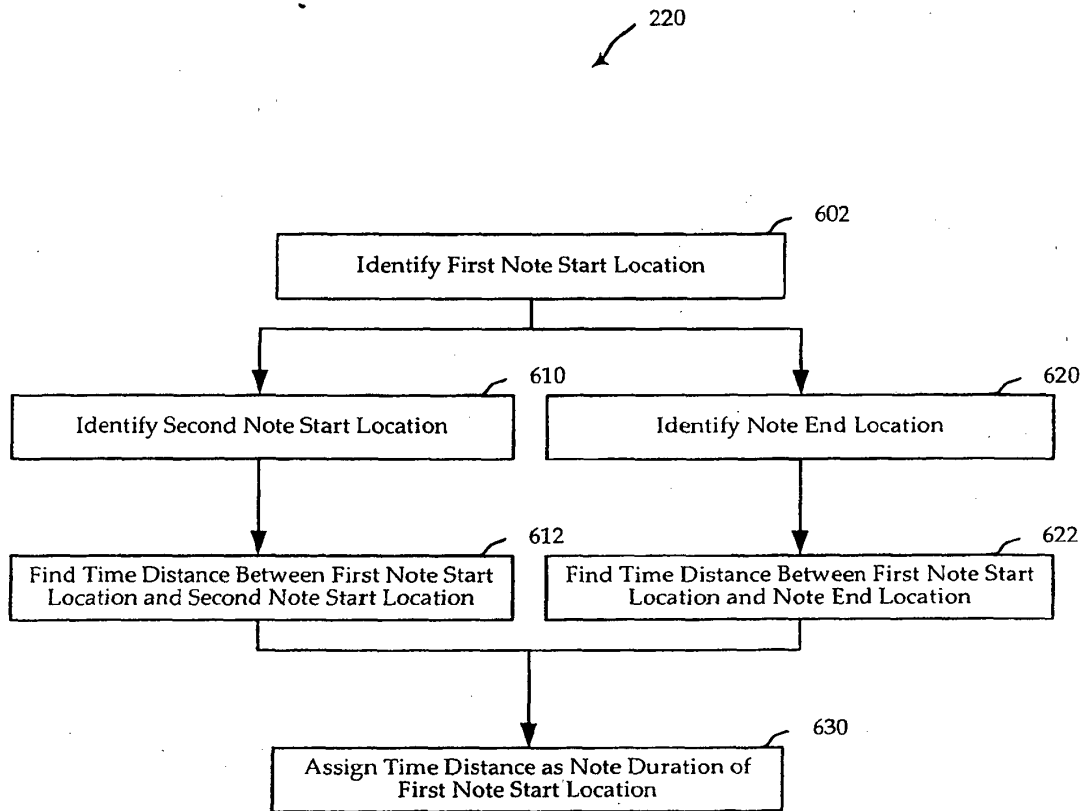 220
602
Identify First Note Start Location
610
620
Identify Second Note Start Location
Identify Note End Location
612
622
Find Time Distance Between First Note Start
Location and Second Note Start Location
Find Time Distance Between First Note Start
Location and Note End Location
630
Assign Time Distance as Note Duration of
First Note Start Location